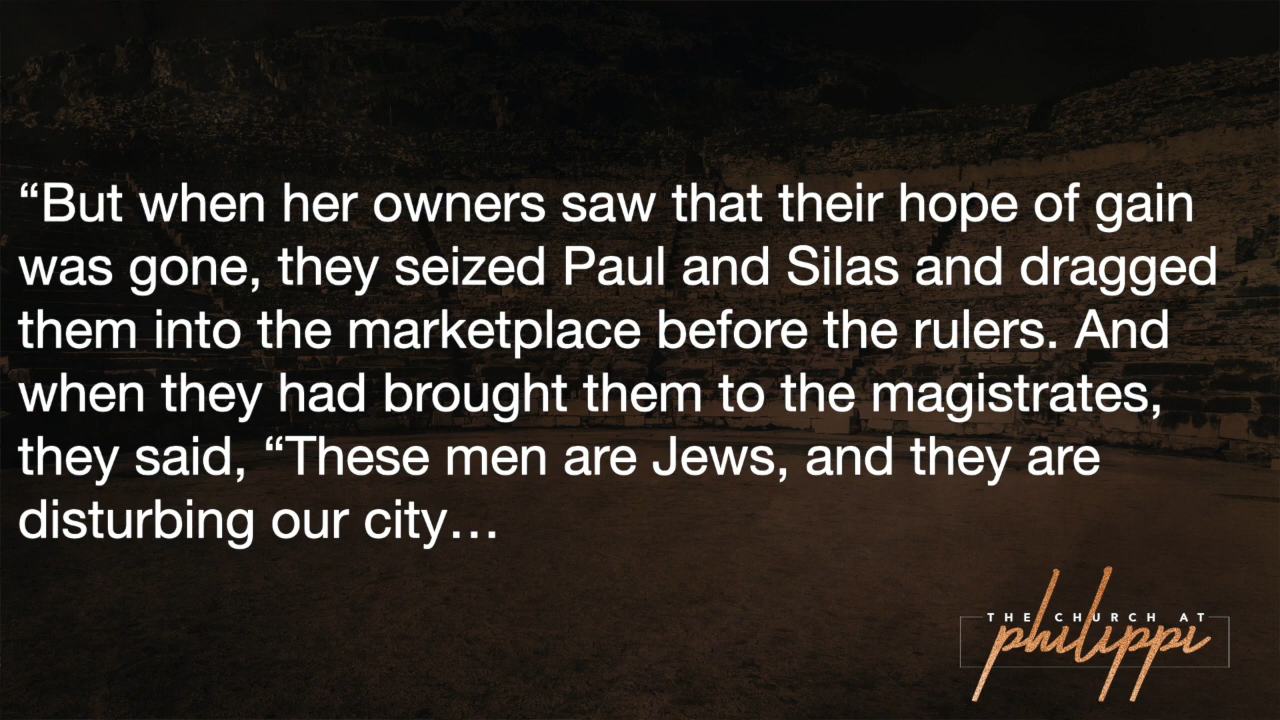 “But when her owners saw that their hope of gain
was gone, they seized Paul and Silas and dragged
them into the marketplace before the rulers. And
when they had brought them to the magistrates,
they said, “These men are Jews, and they are
disturbing our city…
THE CHURCH AT
philippi